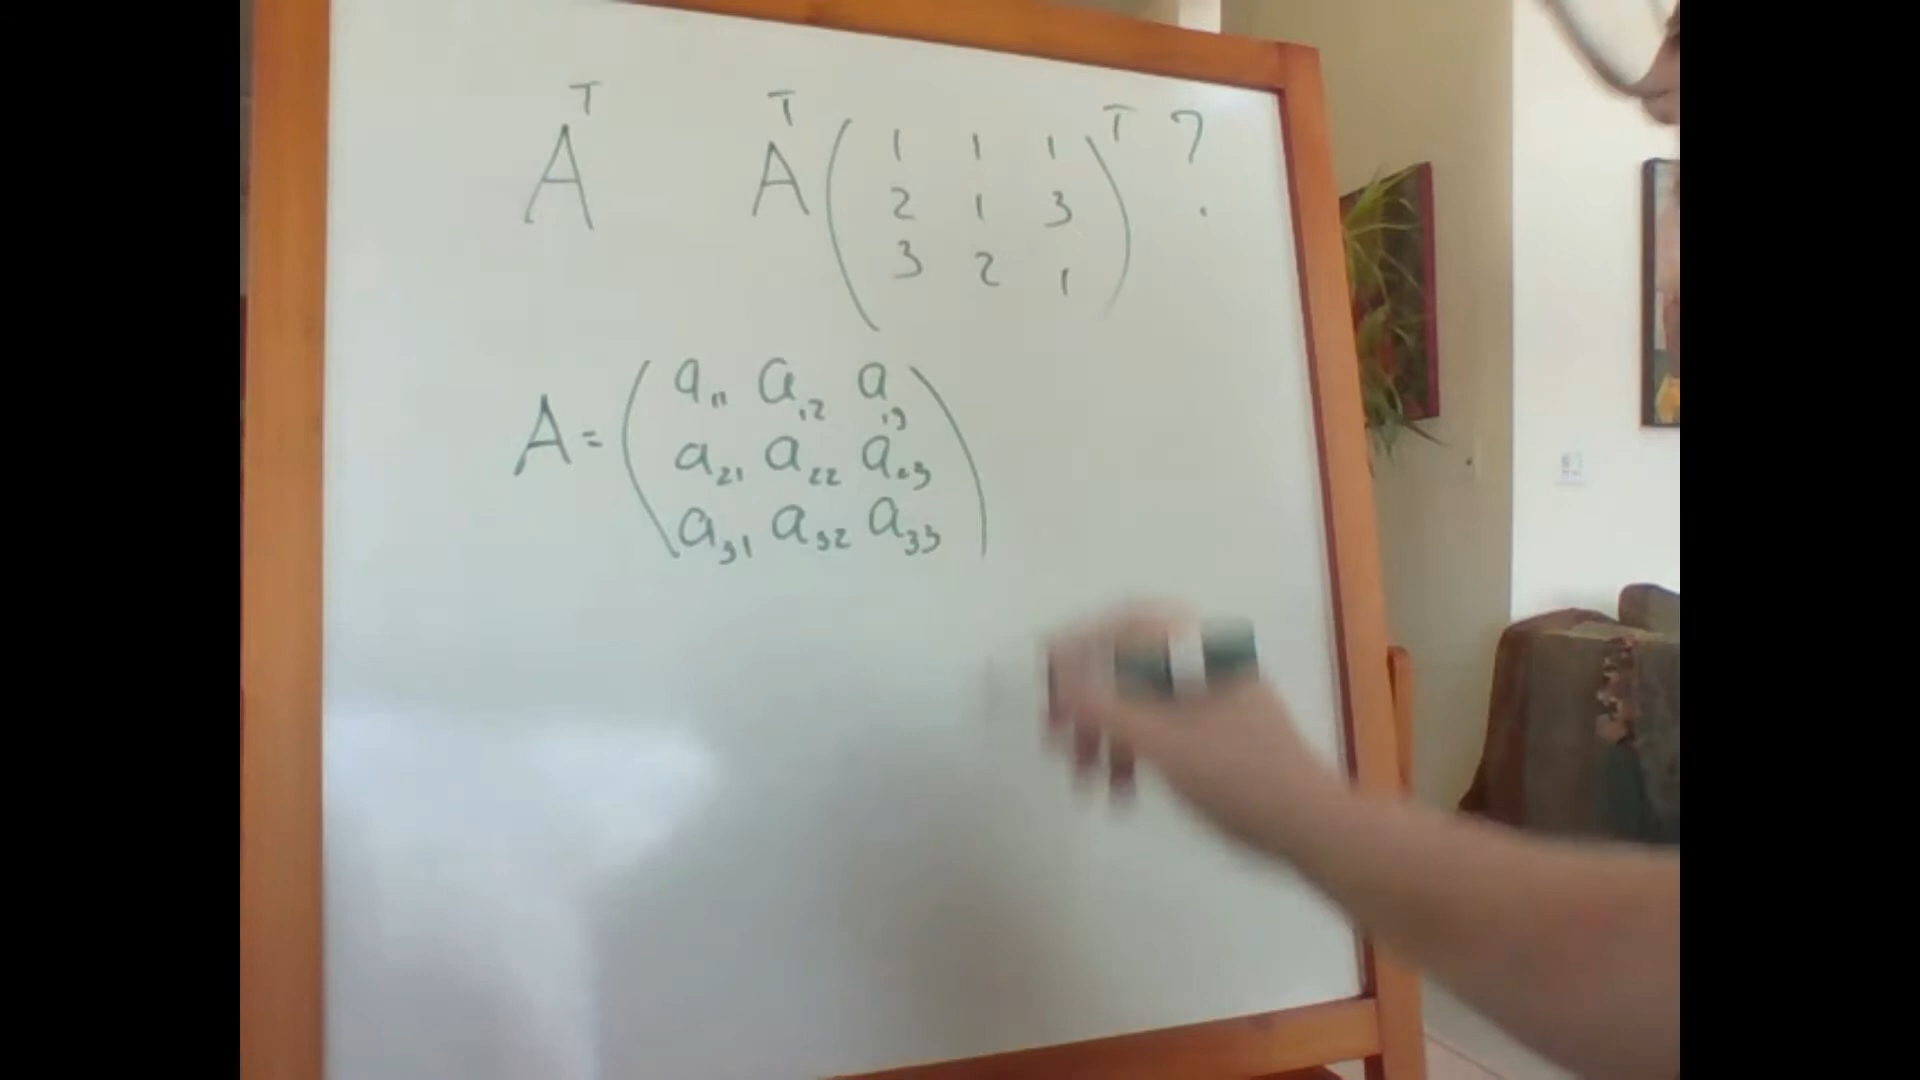 A^T A^T ( 1 1 1 )^T ?
2 1 3
3 2 1
A = ( a₁₁ a₁₂ a₁₃ )
a₂₁ a₂₂ a₂₃
a₃₁ a₃₂ a₃₃